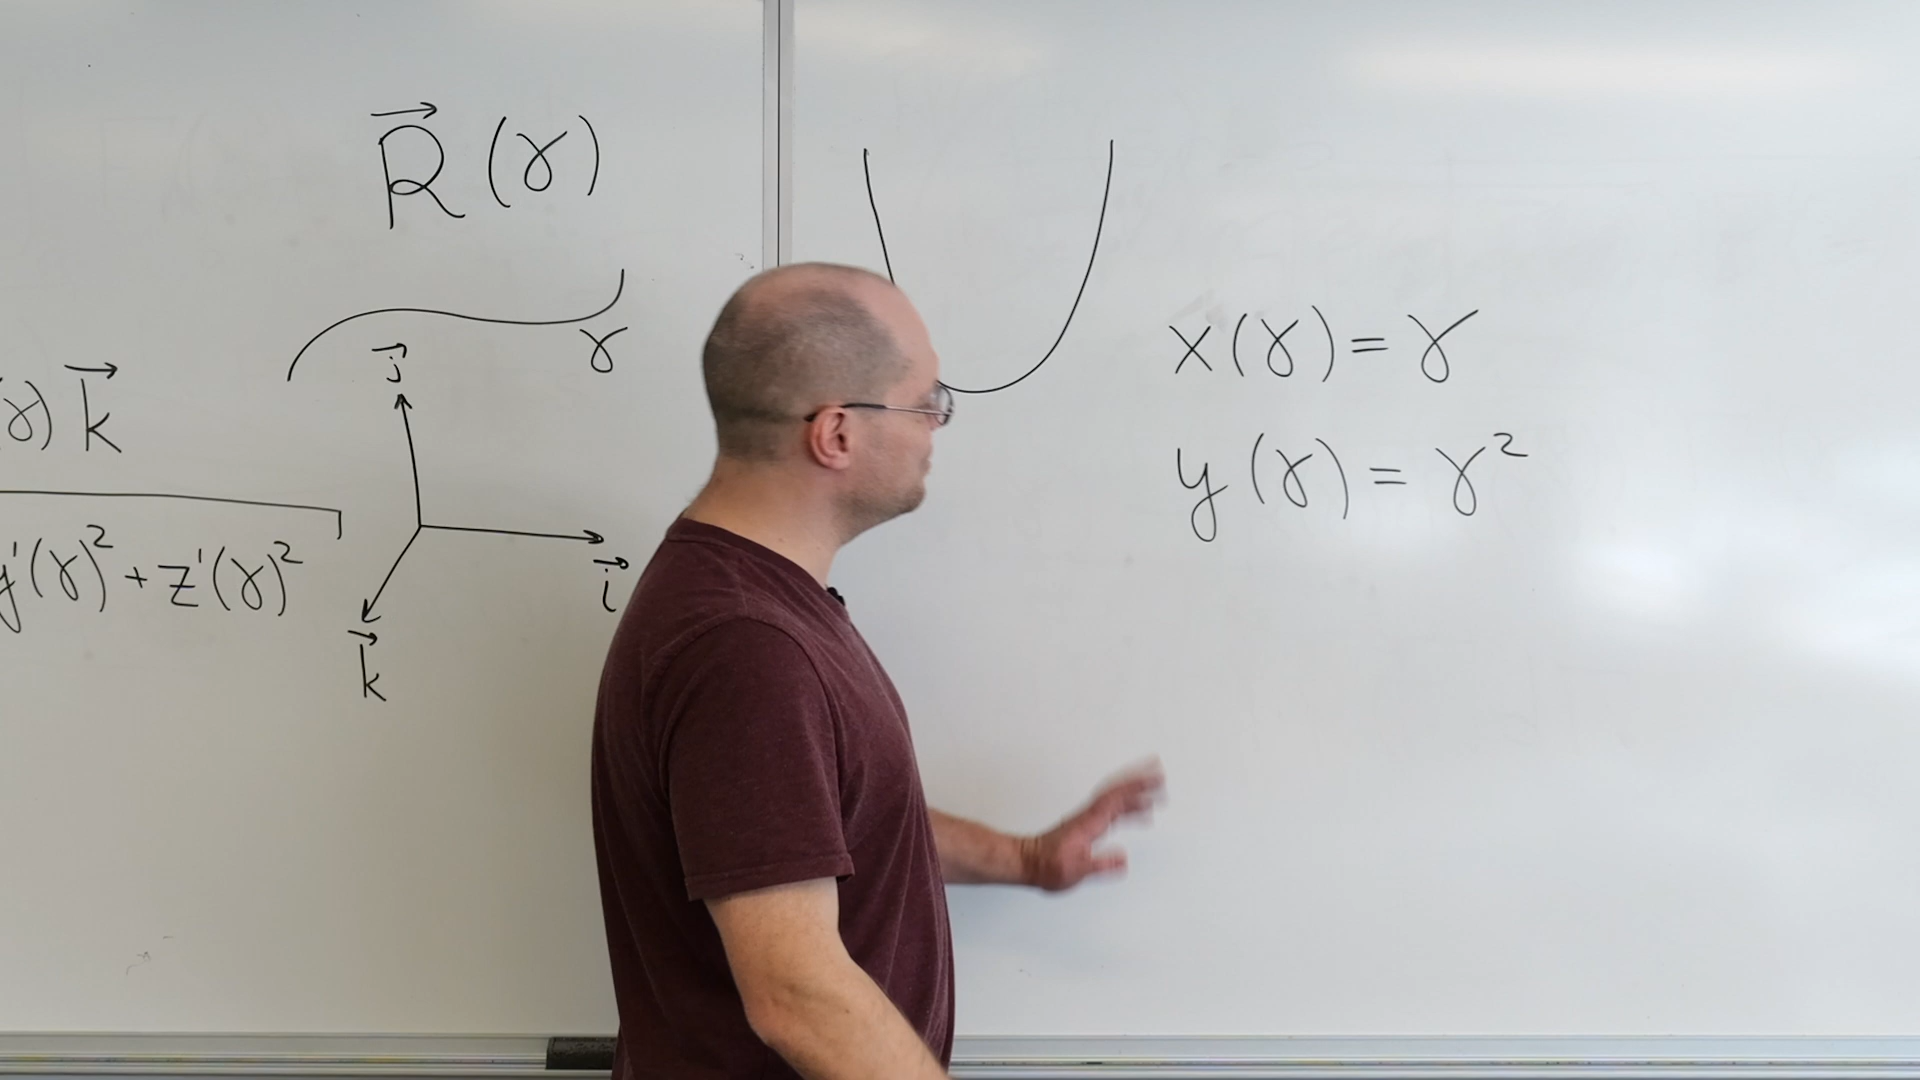 R⃗(γ)
γ
γ) k⃗
j⃗
i⃗
k⃗
y'(γ)² + z'(γ)²
x(γ) = γ
y(γ) = γ²